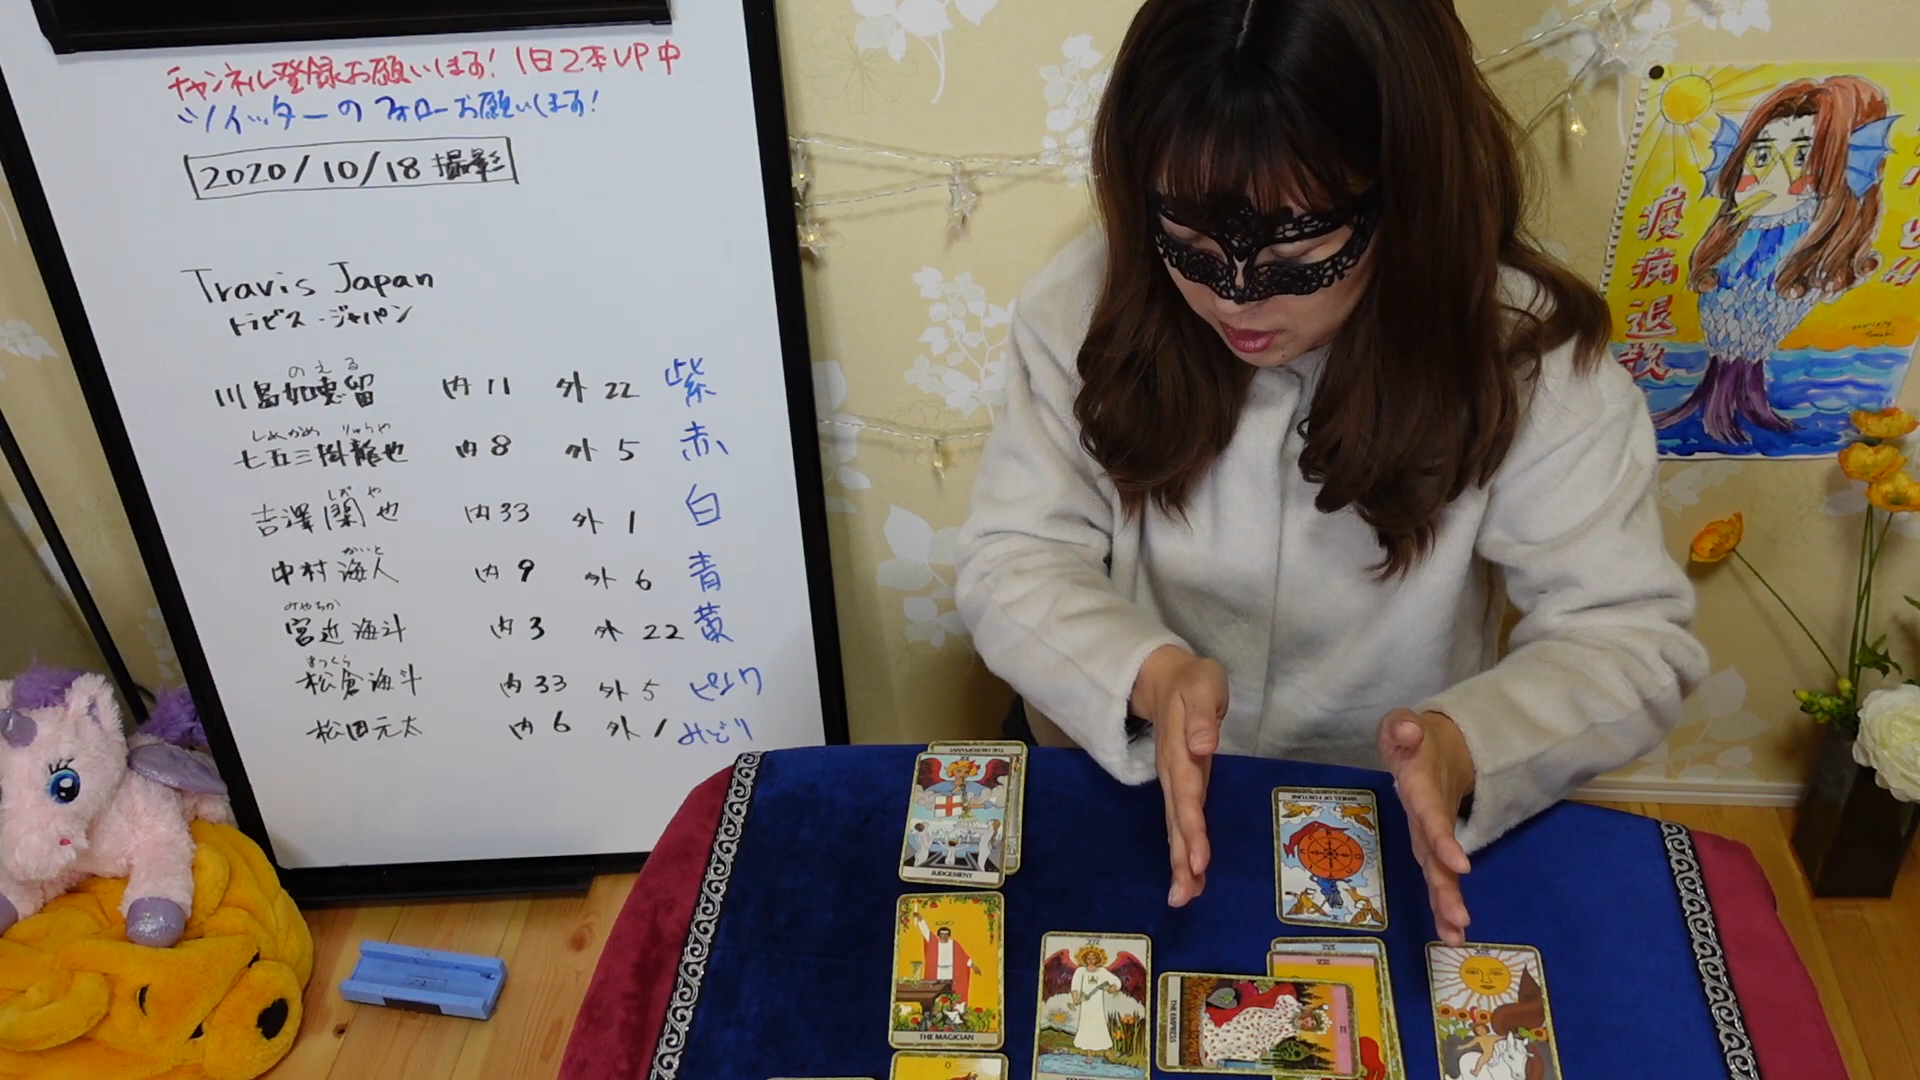 チャンネル登録お願いします! 1日2本UP中
ツイッターのフォローお願いします!
2020/10/18 撮影
Travis Japan
トラビス・ジャパン
のえる
川島如恵留 内11 外22 紫
しめかけ りゅうや
七五三掛龍也 内8 外5 赤
しずや
吉澤閑也 内33 外1 白
かいと
中村海人 内9 外6 青
みやちか
宮近海斗 内3 外22 黄
まつくら
松倉海斗 内33 外5 ピンク
松田元太 内6 外1 みどり
疫病退散
THE HIEROPHANT
JUDGEMENT
WHEEL OF FORTUNE
THE MAGICIAN
XIV
THE EMPRESS
III
XVI
VIII
XIX
0